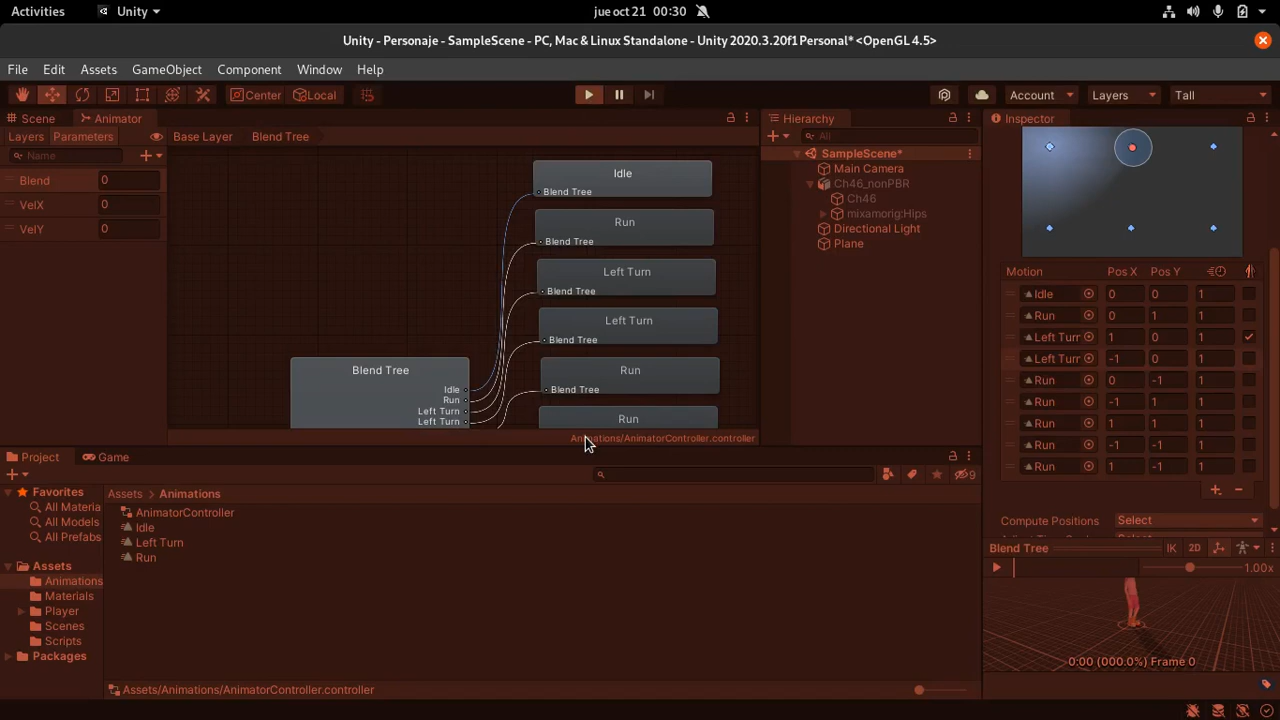 Activities Unity jue oct 21 00:30
Unity - Personaje - SampleScene - PC, Mac & Linux Standalone - Unity 2020.3.20f1 Personal* <OpenGL 4.5>
File Edit Assets GameObject Component Window Help
Center Local Account Layers Tall
Scene Animator
Layers Parameters Base Layer Blend Tree
Name
Blend 0
VelX 0
VelY 0
Idle
Blend Tree
Run
Blend Tree
Left Turn
Blend Tree
Left Turn
Blend Tree
Run
Blend Tree
Run
Blend Tree
Idle
Run
Left Turn
Left Turn
Animations/AnimatorController.controller
Hierarchy
All
SampleScene*
Main Camera
Ch46_nonPBR
Ch46
mixamorig:Hips
Directional Light
Plane
Inspector
Motion Pos X Pos Y
Idle 0 0 1
Run 0 1 1
Left Turr 1 0 1
Left Turr -1 0 1
Run 0 -1 1
Run -1 1 1
Run 1 1 1
Run -1 -1 1
Run 1 -1 1
Compute Positions Select
Blend Tree IK 2D
1.00x
0:00 (000.0%) Frame 0
Project Game
9
Favorites
All Materia
All Models
All Prefabs
Assets
Animations
Materials
Player
Scenes
Scripts
Packages
Assets Animations
AnimatorController
Idle
Left Turn
Run
Assets/Animations/AnimatorController.controller